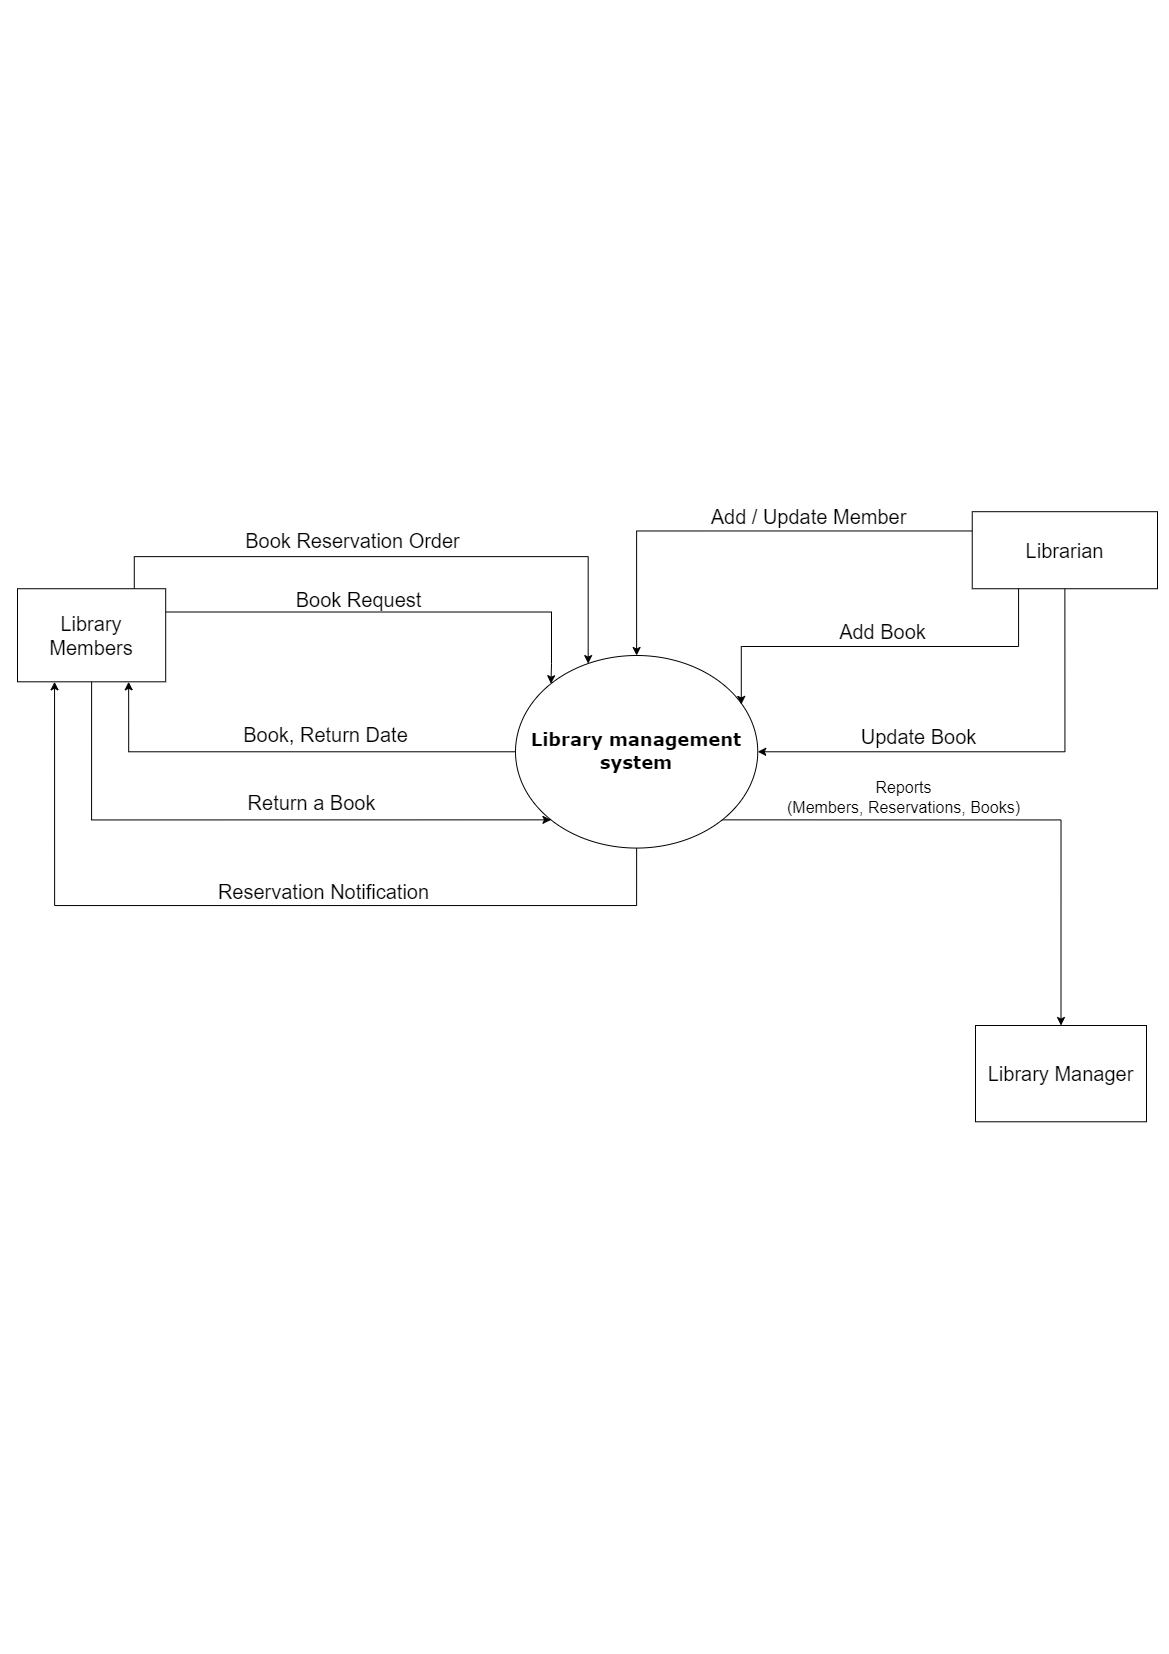 Add / Update Member
Book Reservation Order
Librarian
Book Request
Library
Members
Add Book
Book, Return Date
Library management
system
Update Book
Reports
(Members, Reservations, Books)
Return a Book
Reservation Notification
Library Manager